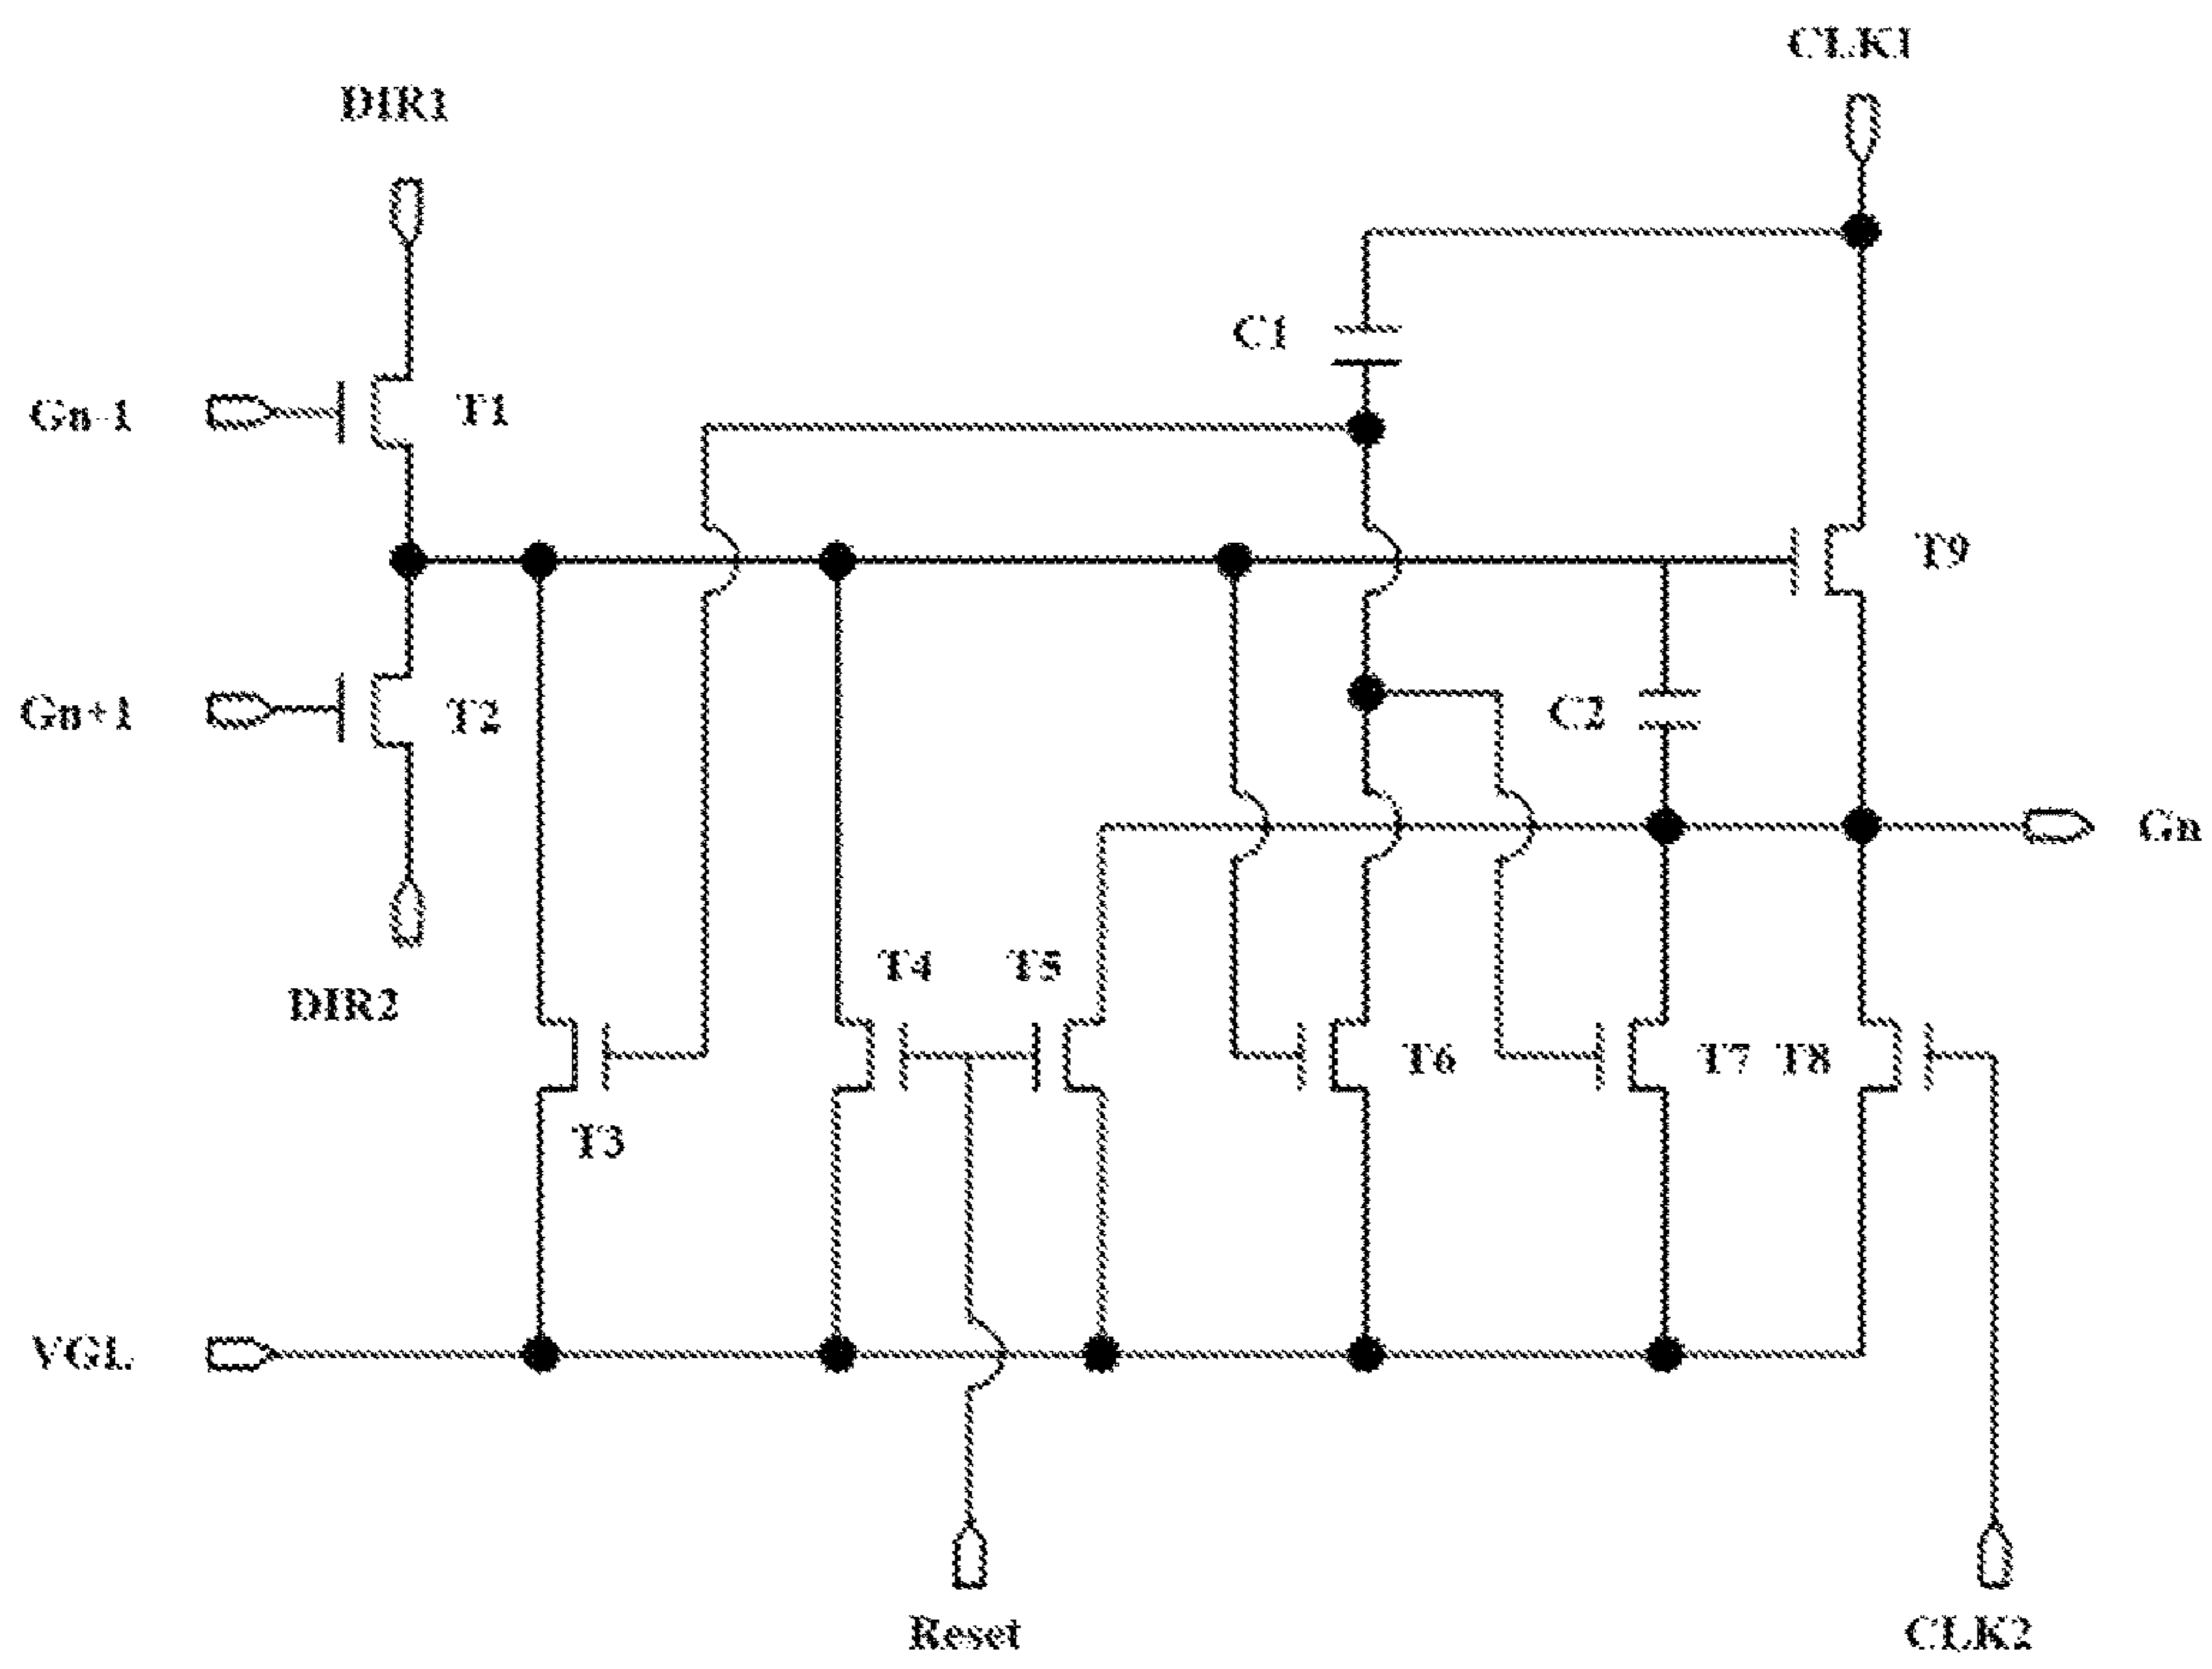 CLK1
DIR1
C1
Gn-1
T1
T9
Gn+1
T2
C2
Gn
T4
T5
DIR2
T6
T7
T8
T3
VGL
Reset
CLK2